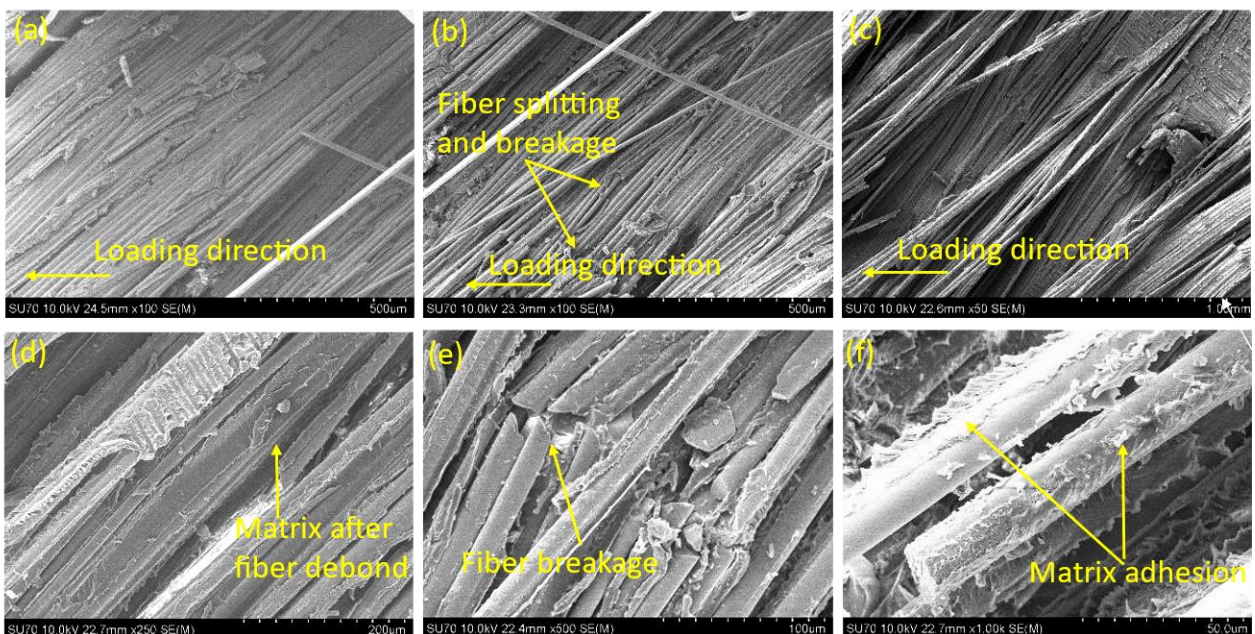 (a)
Loading direction
SU70 10.0kV 24.5mm x100 SE(M)
500um
(b)
Fiber splitting
and breakage
Loading direction
SU70 10.0kV 23.3mm x100 SE(M)
500um
(c)
Loading direction
SU70 10.0kV 22.6mm x50 SE(M)
(d)
Matrix after
fiber debond
SU70 10.0kV 22.7mm x250 SE(M)
200um
(e)
Fiber breakage
SU70 10.0kV 22.4mm x500 SE(M)
100um
(f)
Matrix adhesion
SU70 10.0kV 22.7mm x1.00k SE(M)
50.0um